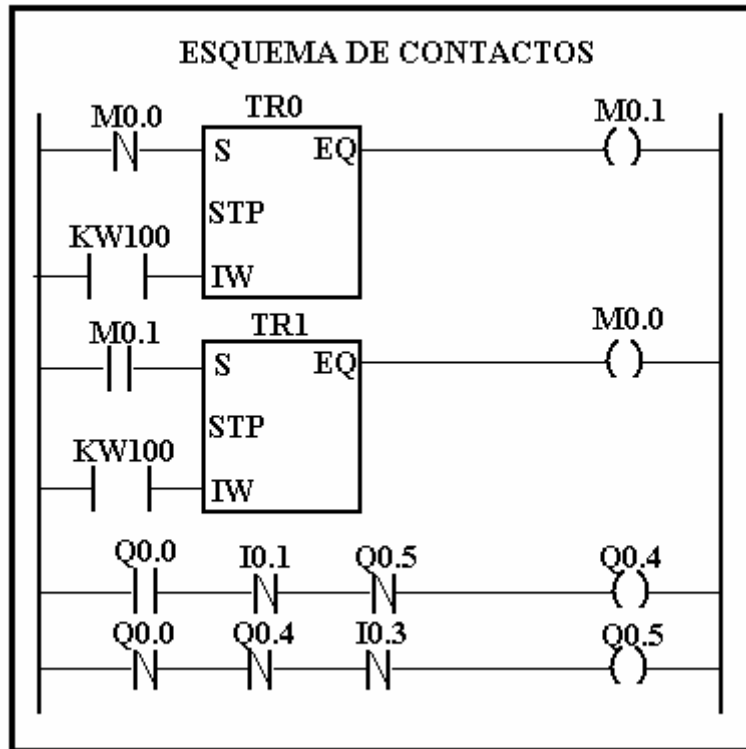 ESQUEMA DE CONTACTOS
TR0
M0.0 M0.1
S EQ
STP
KW100
IW
TR1
M0.1 M0.0
S EQ
STP
KW100
IW
Q0.0 I0.1 Q0.5 Q0.4
Q0.0 Q0.4 I0.3 Q0.5